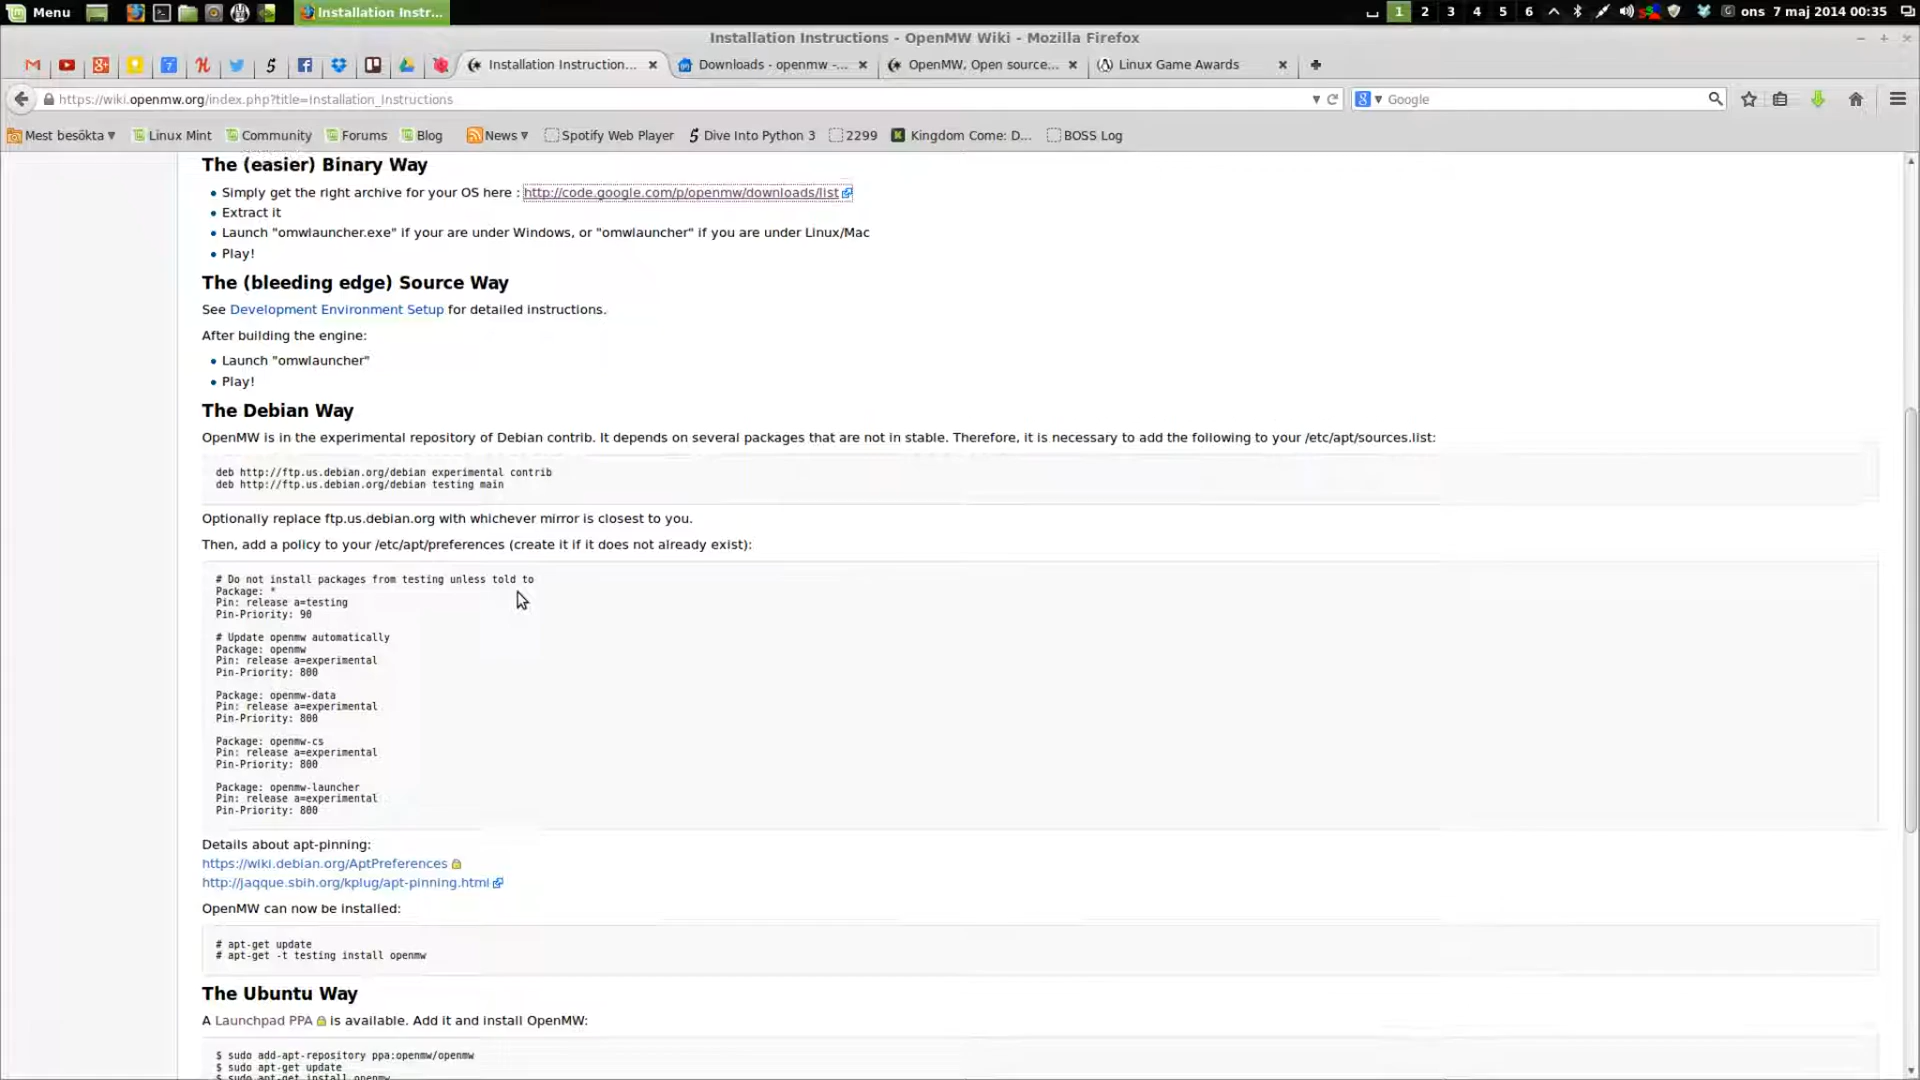 Menu
Installation Instr...
1 2 3 4 5 6
ons 7 maj 2014 00:35
Installation Instructions - OpenMW Wiki - Mozilla Firefox
Installation Instruction...
Downloads - openmw -...
OpenMW, Open source...
Linux Game Awards
https://wiki.openmw.org/index.php?title=Installation_Instructions
Google
Mest besökta
Linux Mint
Community
Forums
Blog
News
Spotify Web Player
Dive Into Python 3
2299
Kingdom Come: D...
BOSS Log
The (easier) Binary Way
Simply get the right archive for your OS here : http://code.google.com/p/openmw/downloads/list
Extract it
Launch "omwlauncher.exe" if your are under Windows, or "omwlauncher" if you are under Linux/Mac
Play!
The (bleeding edge) Source Way
See Development Environment Setup for detailed instructions.
After building the engine:
Launch "omwlauncher"
Play!
The Debian Way
OpenMW is in the experimental repository of Debian contrib. It depends on several packages that are not in stable. Therefore, it is necessary to add the following to your /etc/apt/sources.list:
deb http://ftp.us.debian.org/debian experimental contrib
deb http://ftp.us.debian.org/debian testing main
Optionally replace ftp.us.debian.org with whichever mirror is closest to you.
Then, add a policy to your /etc/apt/preferences (create it if it does not already exist):
# Do not install packages from testing unless told to
Package: *
Pin: release a=testing
Pin-Priority: 90
# Update openmw automatically
Package: openmw
Pin: release a=experimental
Pin-Priority: 800
Package: openmw-data
Pin: release a=experimental
Pin-Priority: 800
Package: openmw-cs
Pin: release a=experimental
Pin-Priority: 800
Package: openmw-launcher
Pin: release a=experimental
Pin-Priority: 800
Details about apt-pinning:
https://wiki.debian.org/AptPreferences
http://jaqque.sbih.org/kplug/apt-pinning.html
OpenMW can now be installed:
# apt-get update
# apt-get -t testing install openmw
The Ubuntu Way
A Launchpad PPA is available. Add it and install OpenMW:
$ sudo add-apt-repository ppa:openmw/openmw
$ sudo apt-get update
$ sudo apt-get install openmw